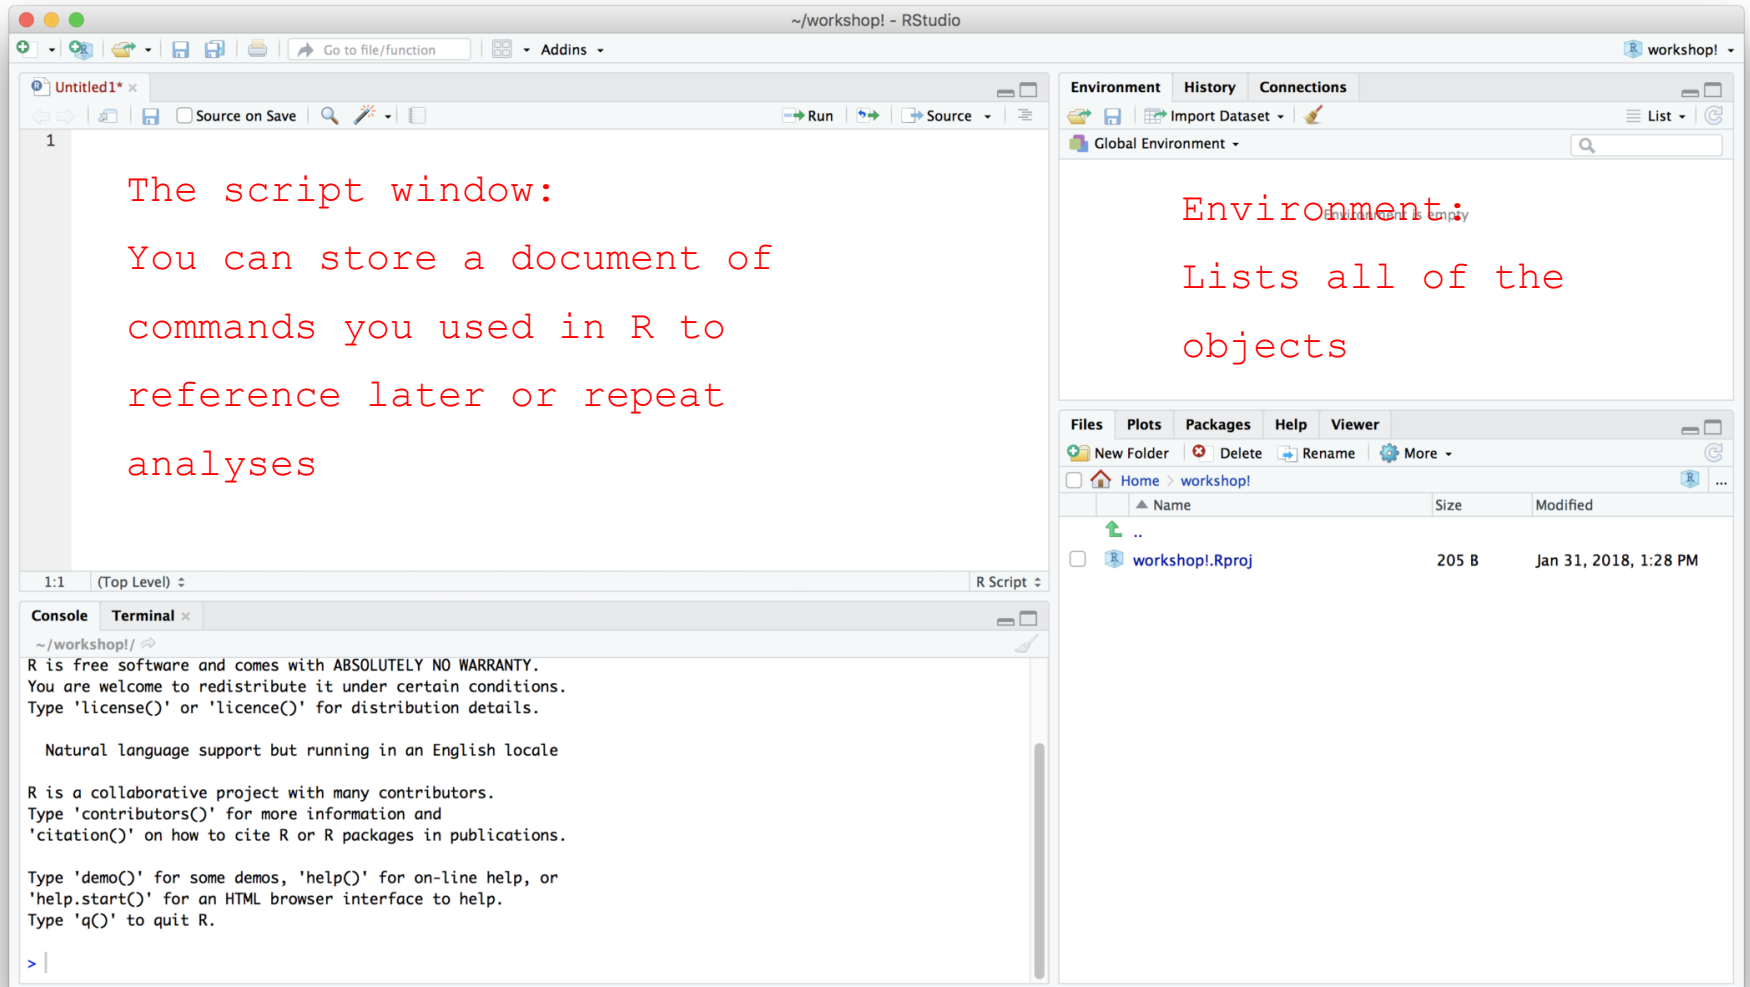 ~/workshop! - RStudio
Go to file/function
Addins
workshop!
Untitled1*
Source on Save
Run
Source
1
The script window:
You can store a document of
commands you used in R to
reference later or repeat
analyses
1:1 (Top Level)
R Script
Console Terminal
~/workshop!/
R is free software and comes with ABSOLUTELY NO WARRANTY.
You are welcome to redistribute it under certain conditions.
Type 'license()' or 'licence()' for distribution details.
Natural language support but running in an English locale
R is a collaborative project with many contributors.
Type 'contributors()' for more information and
'citation()' on how to cite R or R packages in publications.
Type 'demo()' for some demos, 'help()' for on-line help, or
'help.start()' for an HTML browser interface to help.
Type 'q()' to quit R.
>
Environment History Connections
Import Dataset
List
Global Environment
Environment is empty
Environment:
Lists all of the
objects
Files Plots Packages Help Viewer
New Folder Delete Rename More
Home > workshop!
...
Name Size Modified
..
workshop!.Rproj 205 B Jan 31, 2018, 1:28 PM